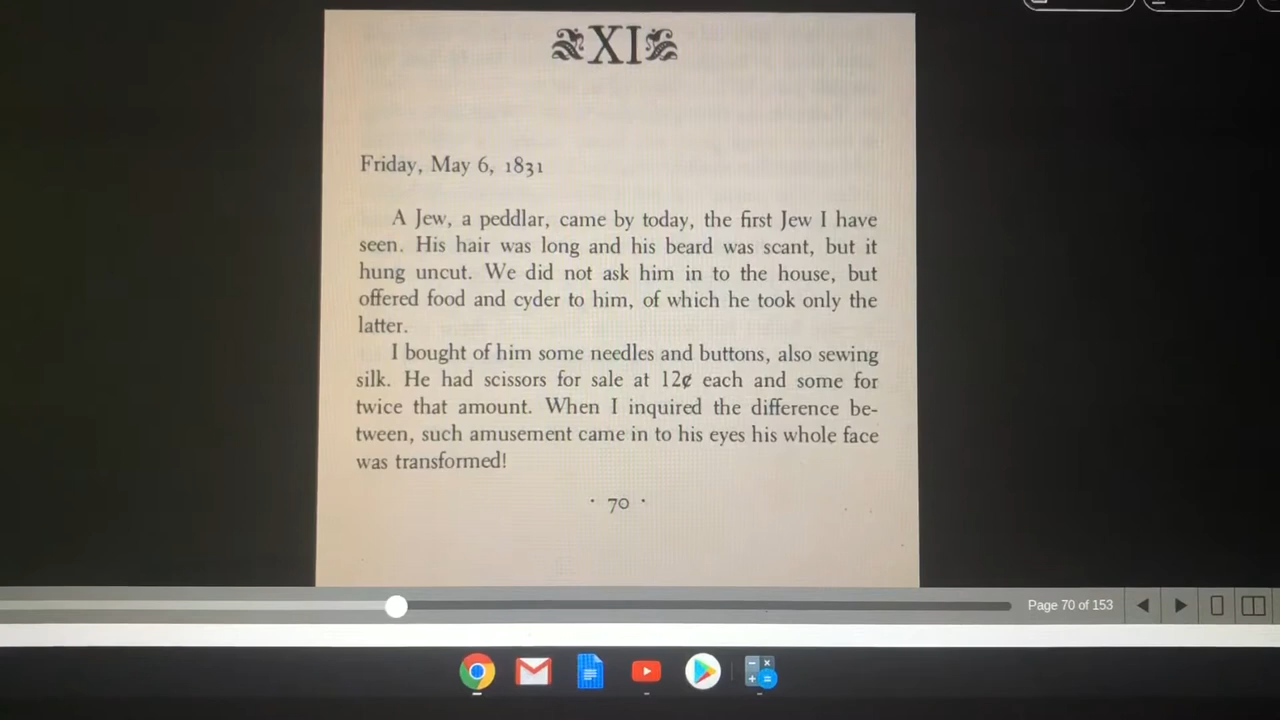 XI
Friday, May 6, 1831
A Jew, a peddlar, came by today, the first Jew I have
seen. His hair was long and his beard was scant, but it
hung uncut. We did not ask him in to the house, but
offered food and cyder to him, of which he took only the
latter.
I bought of him some needles and buttons, also sewing
silk. He had scissors for sale at 12¢ each and some for
twice that amount. When I inquired the difference be-
tween, such amusement came in to his eyes his whole face
was transformed!
· 70 ·
Page 70 of 153